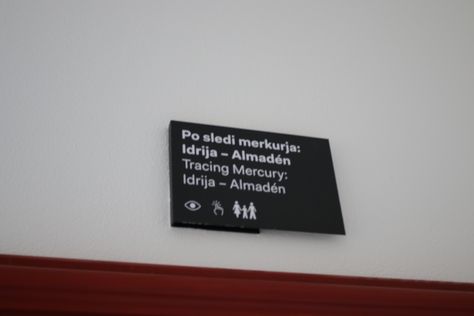 Po sledi merkurja:
Idrija – Almadén
Tracing Mercury:
Idrija – Almadén